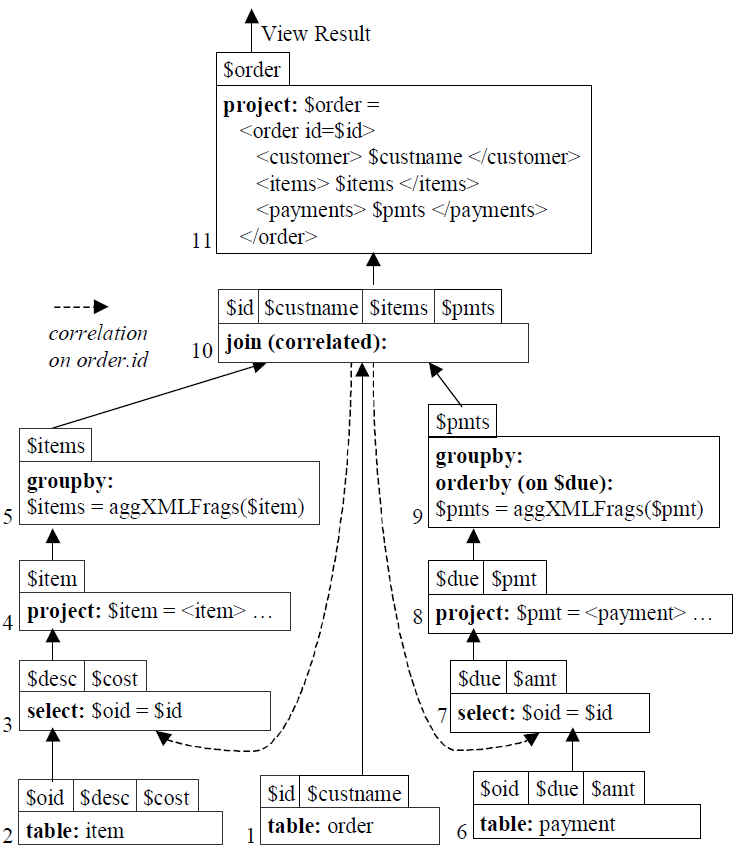 View Result
$order
project: $order =
<order id=$id>
<customer> $custname </customer>
<items> $items </items>
<payments> $pmts </payments>
</order>
11
correlation
on order.id
$id $custname $items $pmts
join (correlated):
10
$items
groupby:
$items = aggXMLFrags($item)
5
$pmts
groupby:
orderby (on $due):
$pmts = aggXMLFrags($pmt)
9
$item
project: $item = <item> …
4
$due $pmt
project: $pmt = <payment> …
8
$desc $cost
select: $oid = $id
3
$due $amt
select: $oid = $id
7
$oid $desc $cost
table: item
2
$id $custname
table: order
1
$oid $due $amt
table: payment
6